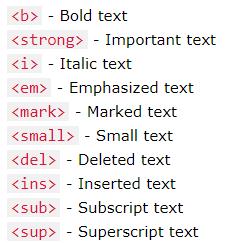 <b> - Bold text
<strong> - Important text
<i> - Italic text
<em> - Emphasized text
<mark> - Marked text
<small> - Small text
<del> - Deleted text
<ins> - Inserted text
<sub> - Subscript text
<sup> - Superscript text